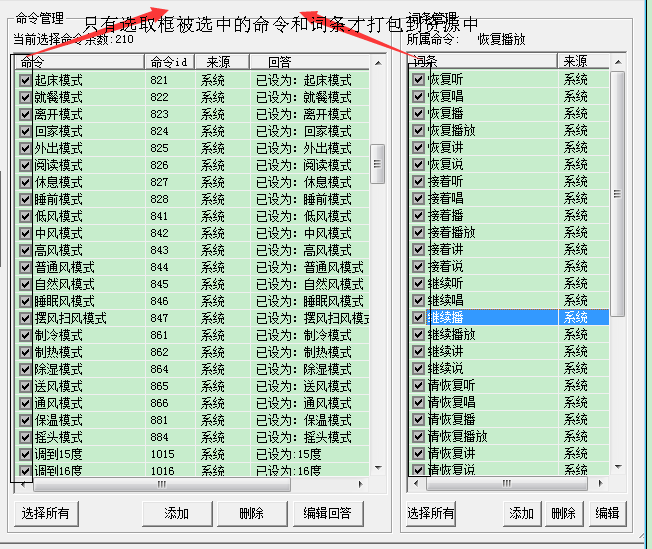 命令管理
只有选取框被选中的命令和词条才打包到资源中
当前选择命令条数:210
命令 命令id 来源 回答
起床模式 821 系统 已设为: 起床模式
就餐模式 822 系统 已设为: 就餐模式
离开模式 823 系统 已设为: 离开模式
回家模式 824 系统 已设为: 回家模式
外出模式 825 系统 已设为: 外出模式
阅读模式 826 系统 已设为: 阅读模式
休息模式 827 系统 已设为: 休息模式
睡前模式 828 系统 已设为: 睡前模式
低风模式 841 系统 已设为: 低风模式
中风模式 842 系统 已设为: 中风模式
高风模式 843 系统 已设为: 高风模式
普通风模式 844 系统 已设为: 普通风模式
自然风模式 845 系统 已设为: 自然风模式
睡眠风模式 846 系统 已设为: 睡眠风模式
摆风扫风模式 847 系统 已设为: 摆风扫风模式
制冷模式 861 系统 已设为: 制冷模式
制热模式 862 系统 已设为: 制热模式
除湿模式 864 系统 已设为: 除湿模式
送风模式 865 系统 已设为: 送风模式
通风模式 866 系统 已设为: 通风模式
保温模式 881 系统 已设为: 保温模式
摇头模式 884 系统 已设为: 摇头模式
调到15度 1015 系统 已设为:15度
调到16度 1016 系统 已设为:16度
选择所有 添加 删除 编辑回答
词条管理
所属命令: 恢复播放
词条 来源
恢复听 系统
恢复唱 系统
恢复播 系统
恢复播放 系统
恢复讲 系统
恢复说 系统
接着听 系统
接着唱 系统
接着播 系统
接着播放 系统
接着讲 系统
接着说 系统
继续听 系统
继续唱 系统
继续播 系统
继续播放 系统
继续讲 系统
继续说 系统
请恢复听 系统
请恢复唱 系统
请恢复播 系统
请恢复播放 系统
请恢复讲 系统
请恢复说 系统
选择所有 添加 删除 编辑